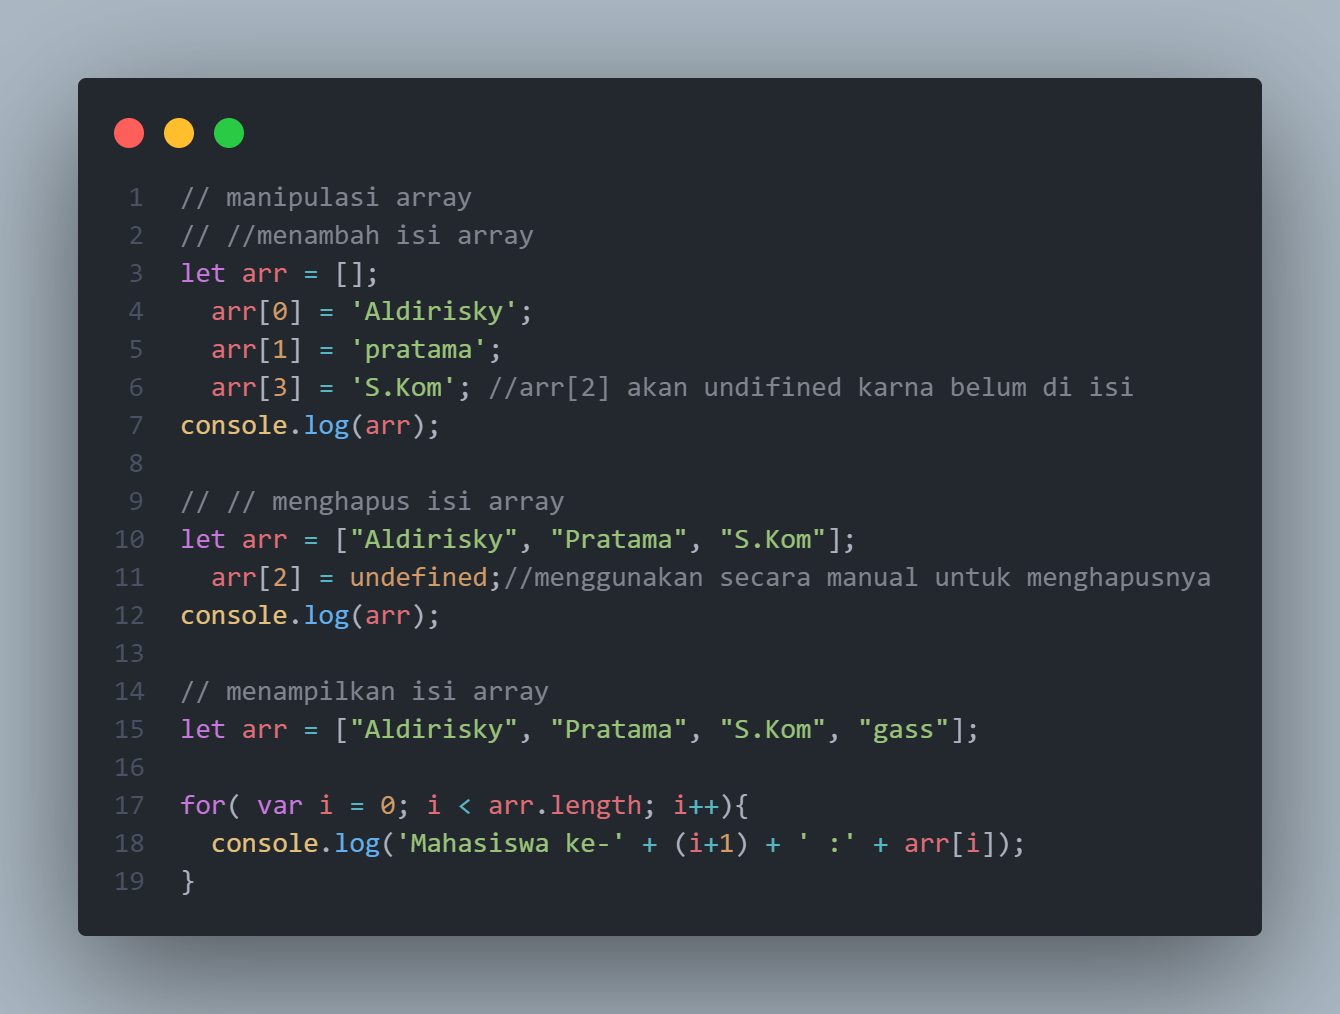 1 // manipulasi array
2 // //menambah isi array
3 let arr = [];
4   arr[0] = 'Aldirisky';
5   arr[1] = 'pratama';
6   arr[3] = 'S.Kom'; //arr[2] akan undifined karna belum di isi
7 console.log(arr);
8
9 // // menghapus isi array
10 let arr = ["Aldirisky", "Pratama", "S.Kom"];
11   arr[2] = undefined;//menggunakan secara manual untuk menghapusnya
12 console.log(arr);
13
14 // menampilkan isi array
15 let arr = ["Aldirisky", "Pratama", "S.Kom", "gass"];
16
17 for( var i = 0; i < arr.length; i++){
18   console.log('Mahasiswa ke-' + (i+1) + ' :' + arr[i]);
19 }